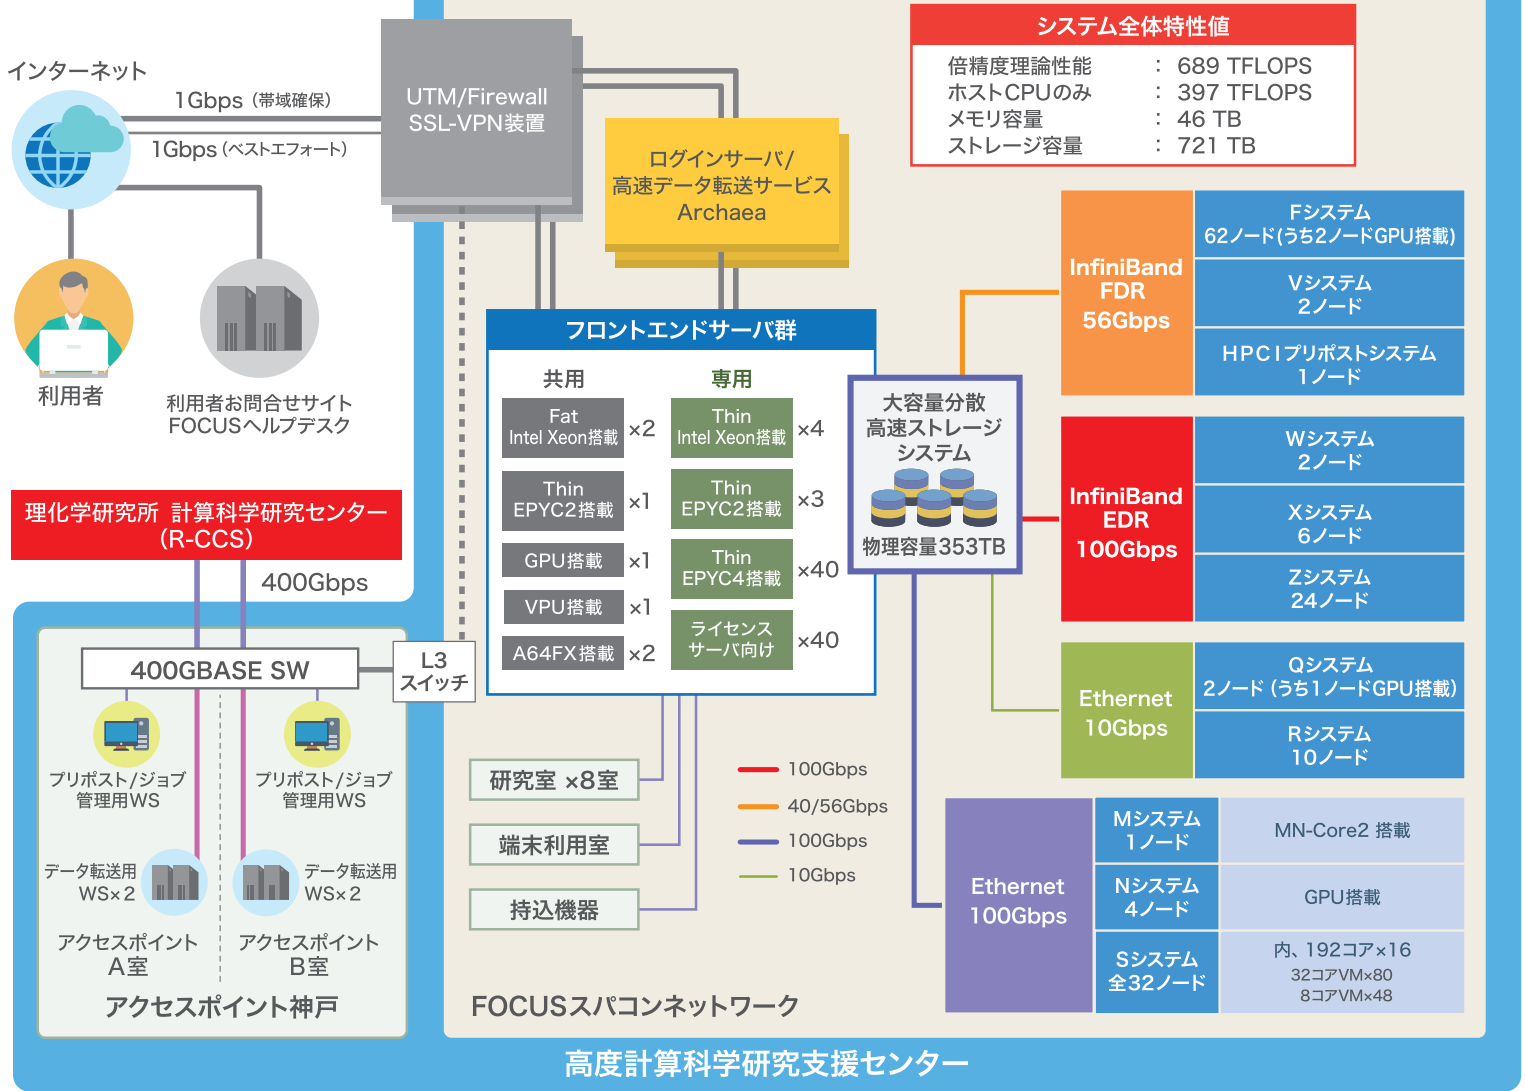 システム全体特性値
倍精度理論性能 : 689 TFLOPS
ホストCPUのみ : 397 TFLOPS
メモリ容量 : 46 TB
ストレージ容量 : 721 TB
インターネット
1Gbps（帯域確保）
1Gbps（ベストエフォート）
UTM/Firewall
SSL-VPN装置
ログインサーバ/
高速データ転送サービス
Archaea
利用者
利用者お問合せサイト
FOCUSヘルプデスク
理化学研究所 計算科学研究センター
（R-CCS）
400Gbps
400GBASE SW
L3
スイッチ
プリポスト/ジョブ
管理用WS
プリポスト/ジョブ
管理用WS
データ転送用
WS×2
データ転送用
WS×2
アクセスポイント
A室
アクセスポイント
B室
アクセスポイント神戸
フロントエンドサーバ群
共用
Fat
Intel Xeon搭載 ×2
Thin
EPYC2搭載 ×1
GPU搭載 ×1
VPU搭載 ×1
A64FX搭載 ×2
専用
Thin
Intel Xeon搭載 ×4
Thin
EPYC2搭載 ×3
Thin
EPYC4搭載 ×40
ライセンス
サーバ向け ×40
大容量分散
高速ストレージ
システム
物理容量353TB
研究室 ×8室
端末利用室
持込機器
100Gbps
40/56Gbps
100Gbps
10Gbps
InfiniBand
FDR
56Gbps
Fシステム
62ノード(うち2ノードGPU搭載)
Vシステム
2ノード
HPCIプリポストシステム
1ノード
InfiniBand
EDR
100Gbps
Wシステム
2ノード
Xシステム
6ノード
Zシステム
24ノード
Ethernet
10Gbps
Qシステム
2ノード（うち1ノードGPU搭載）
Rシステム
10ノード
Ethernet
100Gbps
Mシステム
1ノード
MN-Core2 搭載
Nシステム
4ノード
GPU搭載
Sシステム
全32ノード
内、192コア×16
32コアVM×80
8コアVM×48
FOCUSスパコンネットワーク
高度計算科学研究支援センター